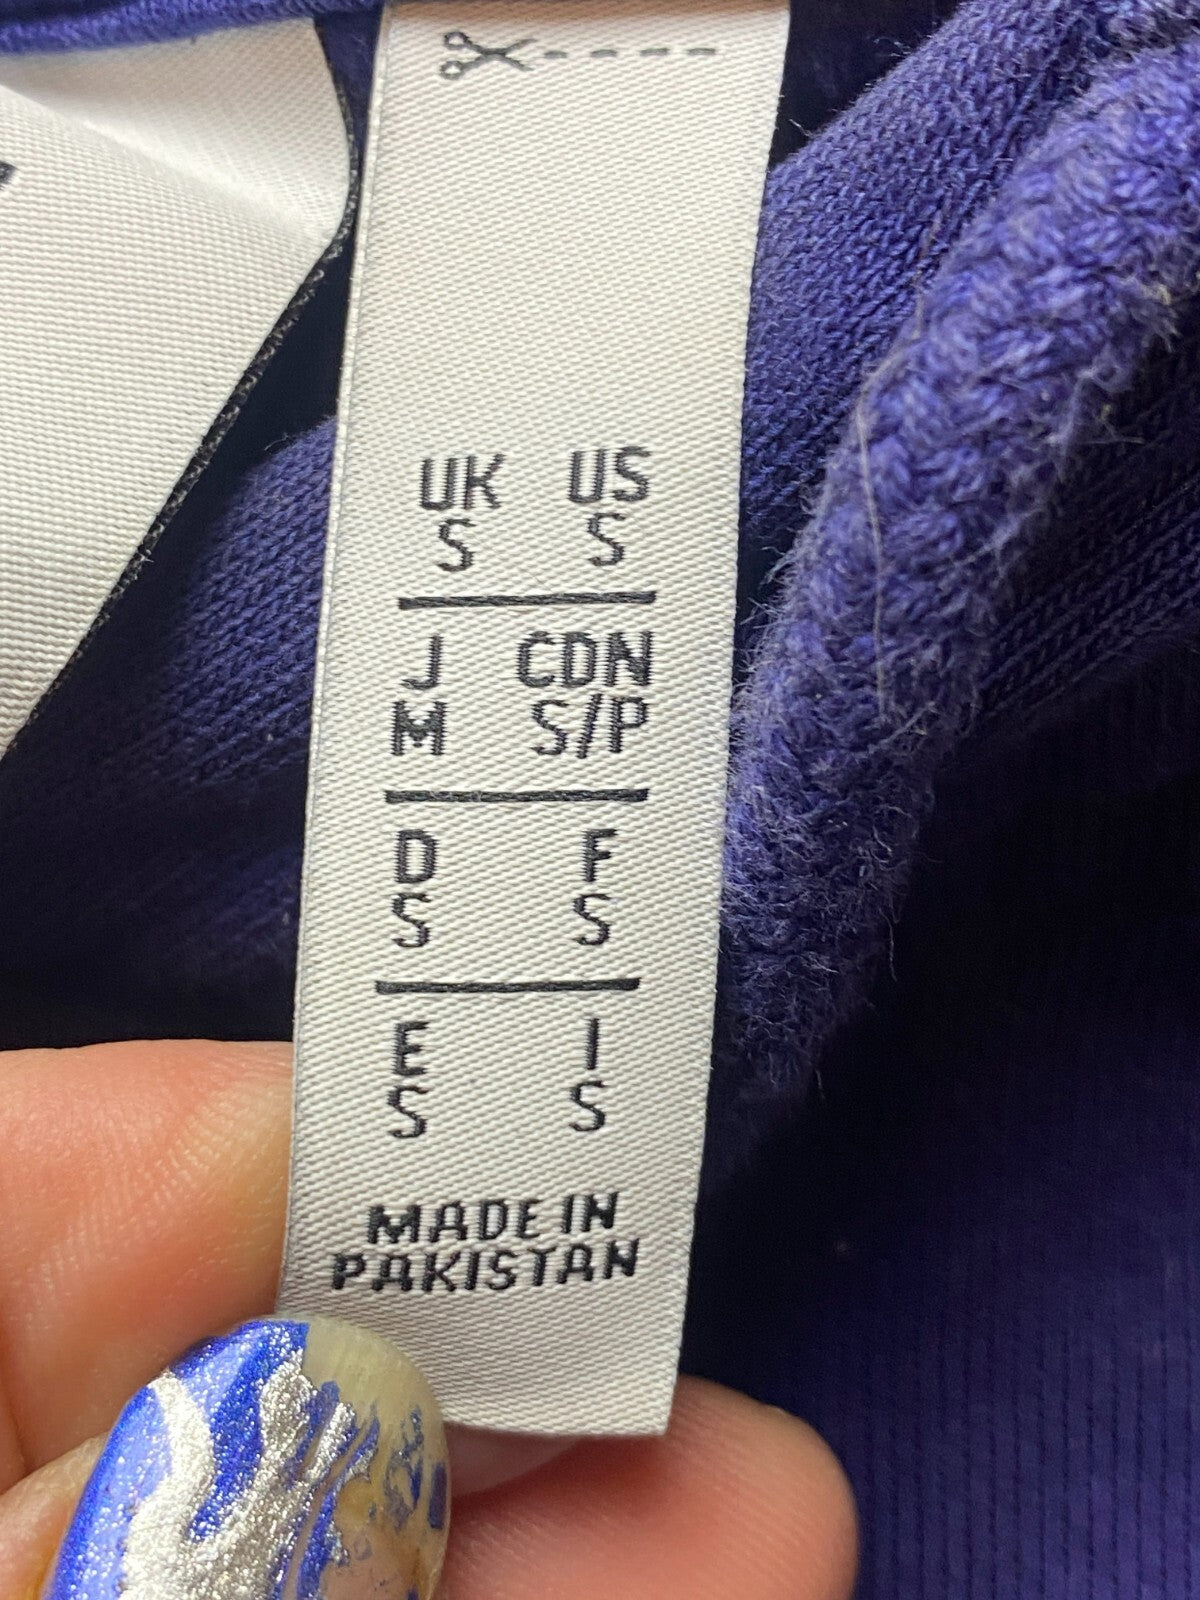 UK US
S S
J CDN
M S/P
D F
S S
E I
S S
MADE IN
PAKISTAN